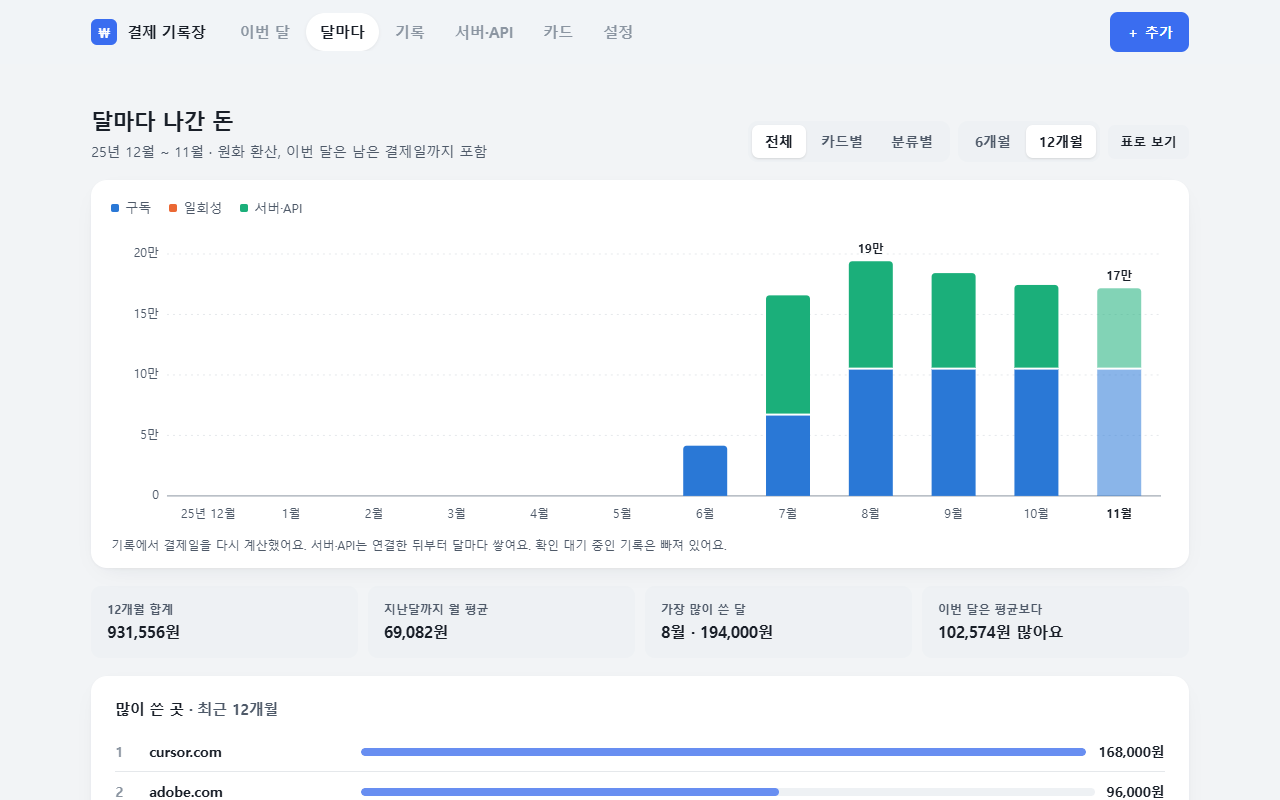 ₩ 결제 기록장 이번 달 달마다 기록 서버·API 카드 설정 + 추가
달마다 나간 돈
25년 12월 ~ 11월 · 원화 환산, 이번 달은 남은 결제일까지 포함
전체 카드별 분류별 6개월 12개월 표로 보기
구독 일회성 서버·API
20만
15만
10만
5만
0
19만
17만
25년 12월 1월 2월 3월 4월 5월 6월 7월 8월 9월 10월 11월
기록에서 결제일을 다시 계산했어요. 서버·API는 연결한 뒤부터 달마다 쌓여요. 확인 대기 중인 기록은 빠져 있어요.
12개월 합계
931,556원
지난달까지 월 평균
69,082원
가장 많이 쓴 달
8월 · 194,000원
이번 달은 평균보다
102,574원 많아요
많이 쓴 곳 · 최근 12개월
1 cursor.com 168,000원
2 adobe.com 96,000원